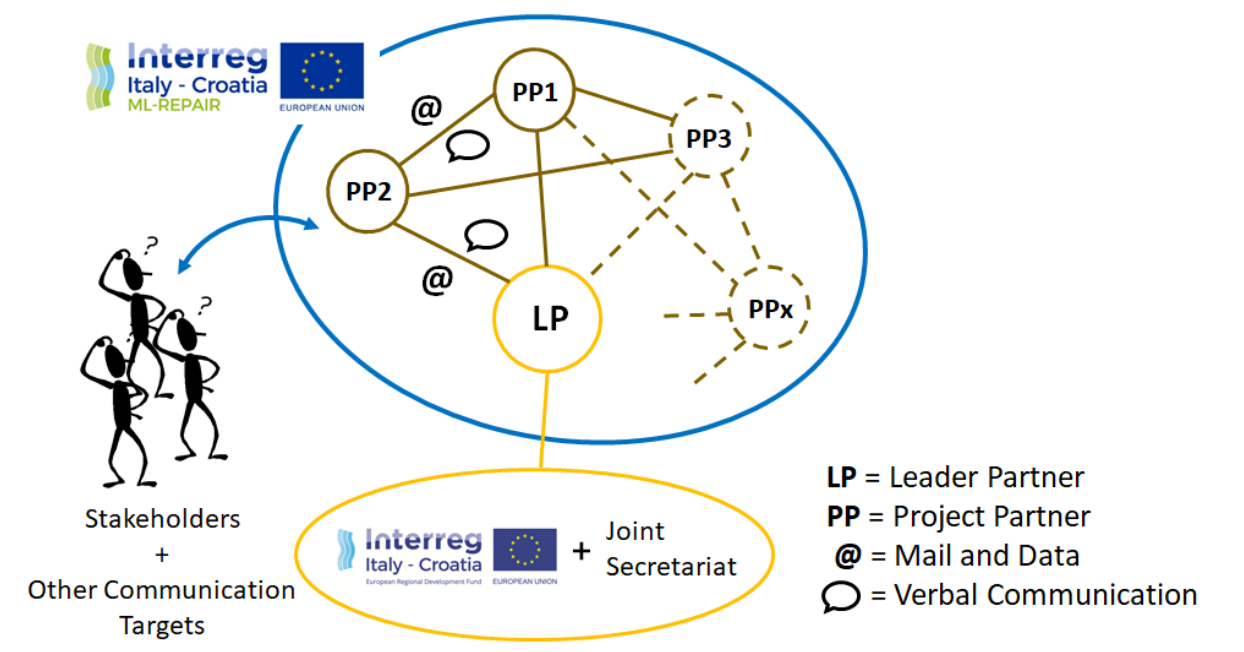 Interreg
Italy - Croatia
ML-REPAIR
EUROPEAN UNION
PP1
@
PP3
PP2
?
@
LP
PPx
?
Stakeholders
+
Other Communication
Targets
Interreg
Italy - Croatia
European Regional Development Fund
EUROPEAN UNION
+
Joint
Secretariat
LP = Leader Partner
PP = Project Partner
@ = Mail and Data
= Verbal Communication